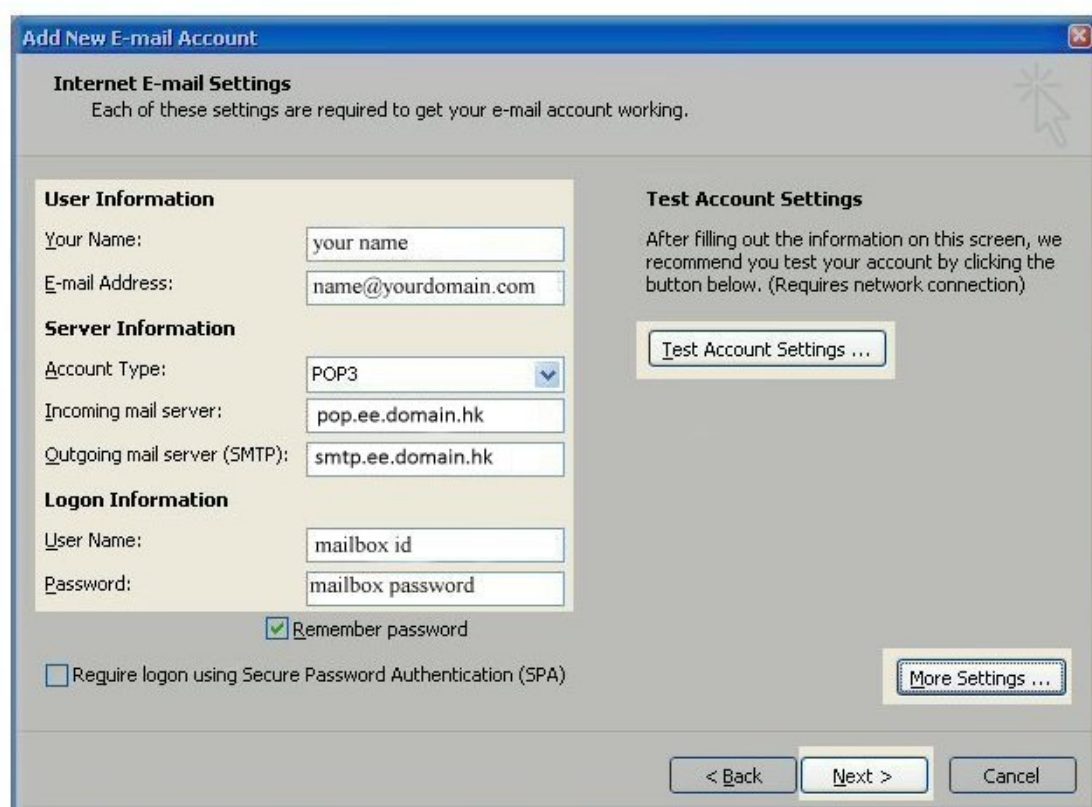 Add New E-mail Account
Internet E-mail Settings
Each of these settings are required to get your e-mail account working.
User Information
Your Name: your name
E-mail Address: name@yourdomain.com
Server Information
Account Type: POP3
Incoming mail server: pop.ee.domain.hk
Outgoing mail server (SMTP): smtp.ee.domain.hk
Logon Information
User Name: mailbox id
Password: mailbox password
Remember password
Require logon using Secure Password Authentication (SPA)
Test Account Settings
After filling out the information on this screen, we
recommend you test your account by clicking the
button below. (Requires network connection)
Test Account Settings ...
More Settings ...
< Back Next > Cancel